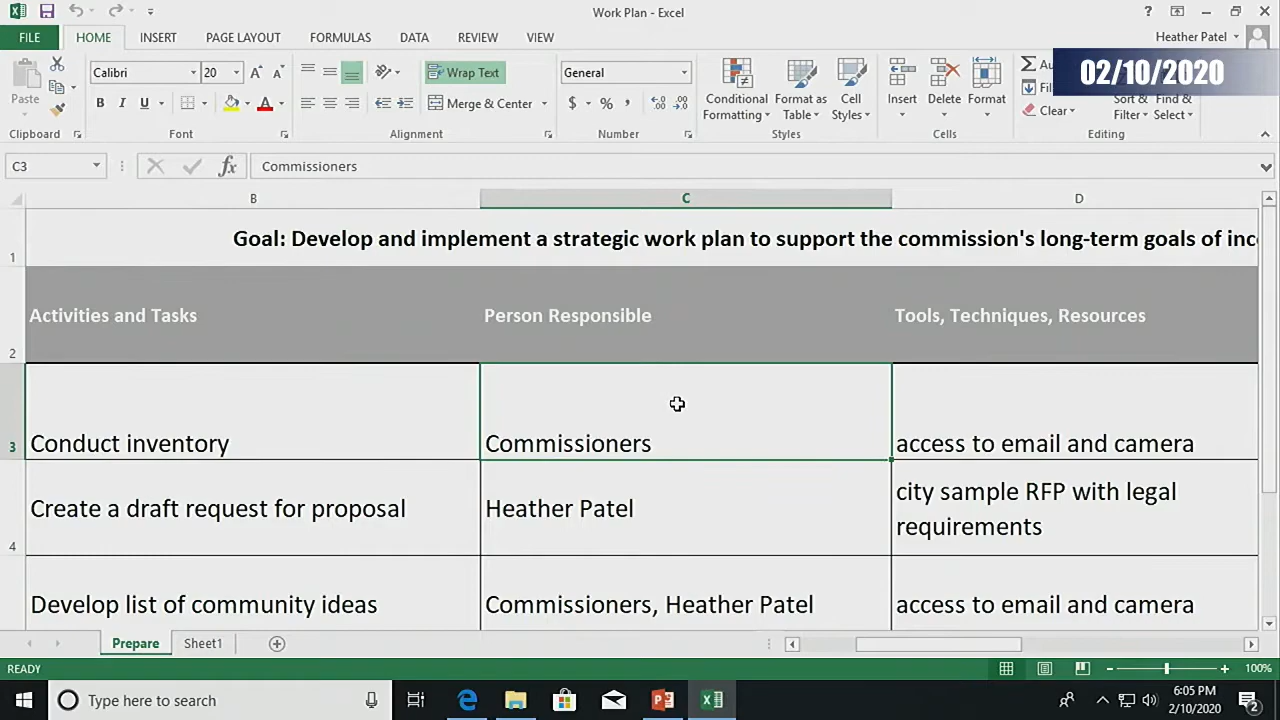 Work Plan - Excel
FILE HOME INSERT PAGE LAYOUT FORMULAS DATA REVIEW VIEW
Heather Patel
02/10/2020
Paste
Calibri 20
B I U
Wrap Text
Merge & Center
General
$ % ,
Conditional Formatting
Format as Table
Cell Styles
Insert Delete Format
Clear
Sort & Filter
Find & Select
Clipboard Font Alignment Number Styles Cells Editing
C3 fx Commissioners
B C D
1 Goal: Develop and implement a strategic work plan to support the commission's long-term goals of inc
2 Activities and Tasks Person Responsible Tools, Techniques, Resources
3 Conduct inventory Commissioners access to email and camera
4 Create a draft request for proposal Heather Patel city sample RFP with legal
requirements
Develop list of community ideas Commissioners, Heather Patel access to email and camera
Prepare Sheet1
READY 100%
Type here to search
6:05 PM
2/10/2020
2